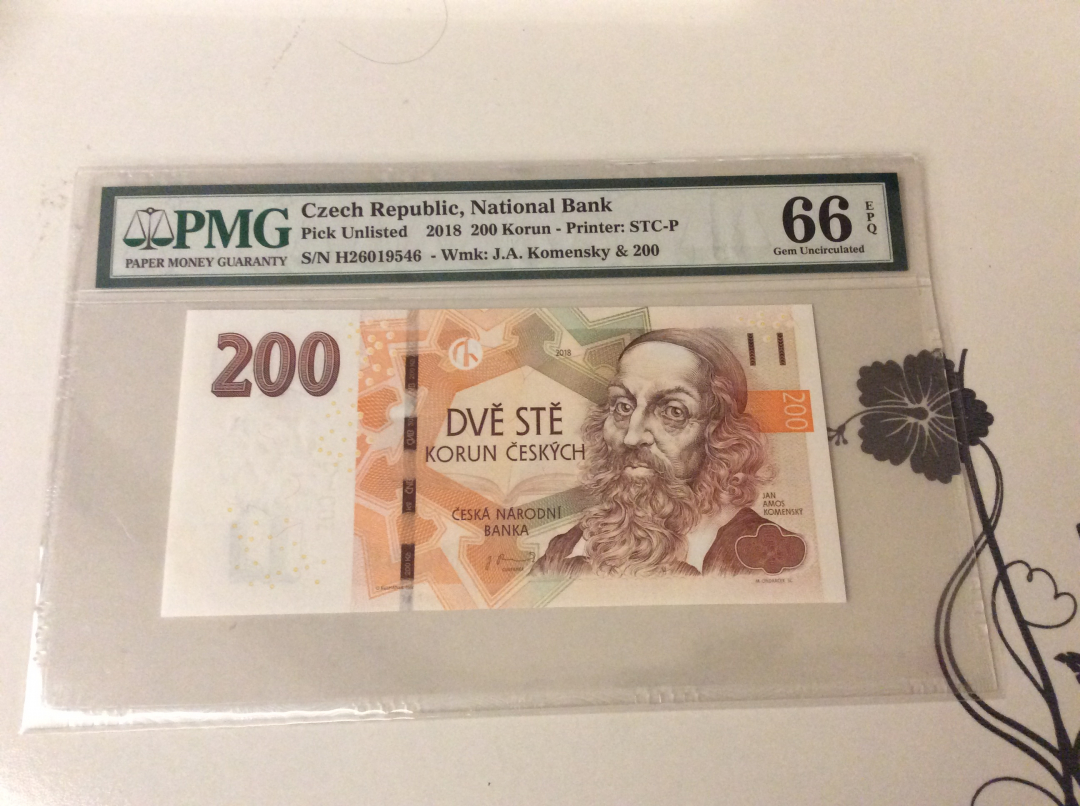 PMG
PAPER MONEY GUARANTY
Czech Republic, National Bank
Pick Unlisted 2018 200 Korun - Printer: STC-P
S/N H26019546 - Wmk: J.A. Komensky & 200
66
EPQ
Gem Uncirculated
200
2018
DVĚ STĚ
KORUN ČESKÝCH
200
ČESKÁ NÁRODNÍ
BANKA
JAN
AMOS
KOMENSKÝ